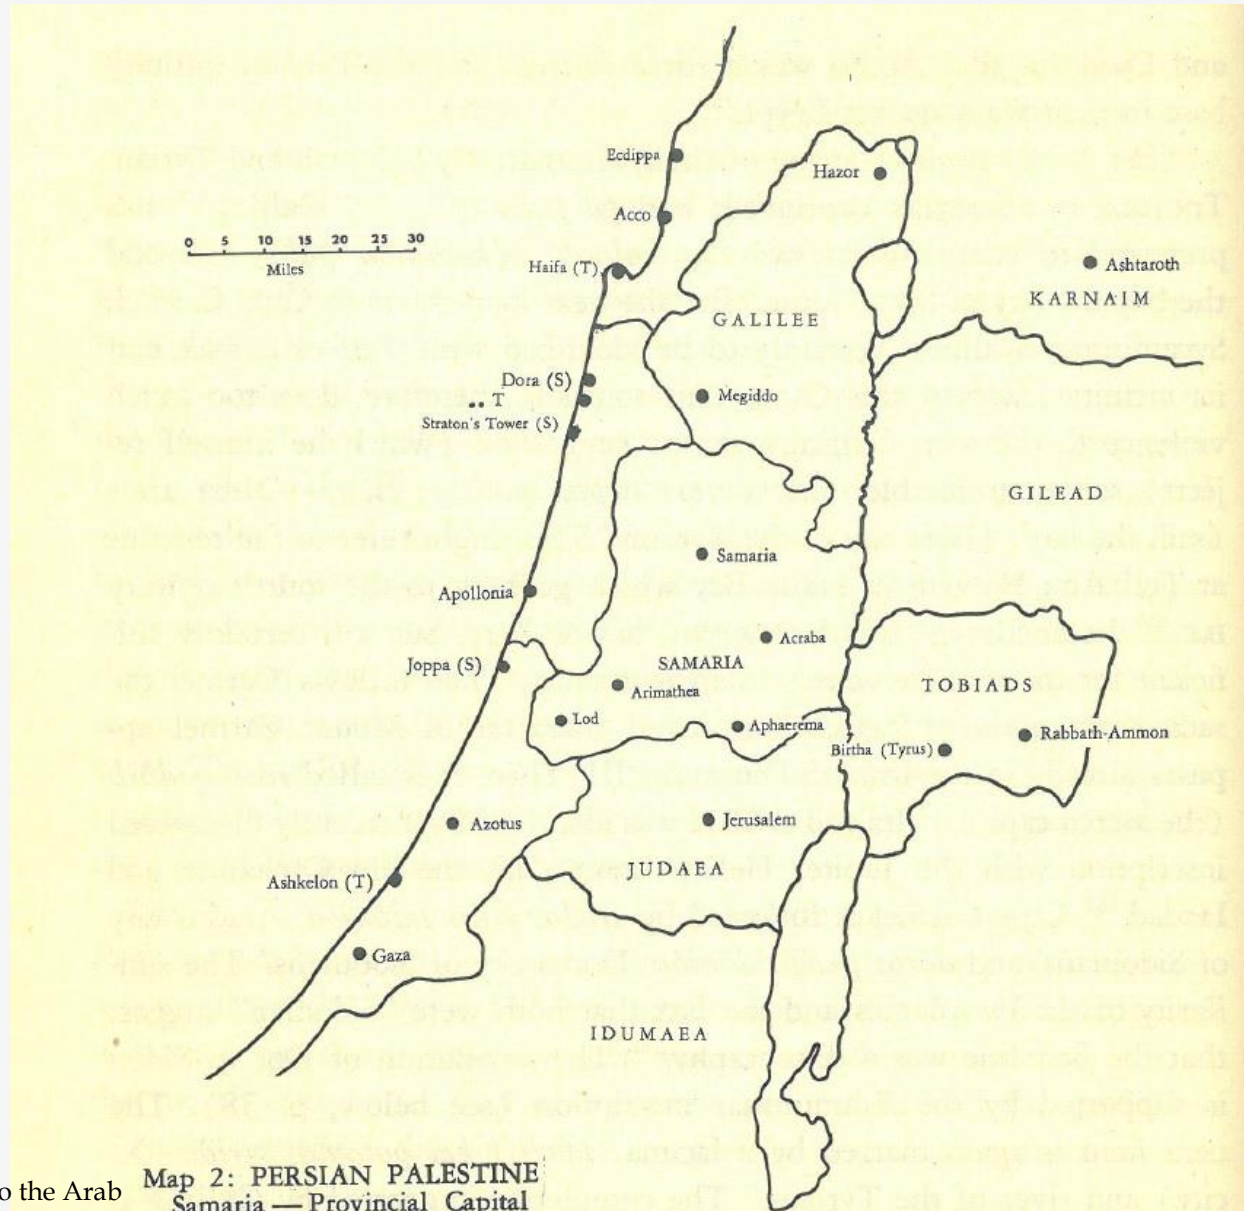 Ecdippa
Hazor
Acco
0 5 10 15 20 25 30
Miles
Haifa (T)
Ashtaroth
KARNAIM
GALILEE
Dora (S)
Megiddo
.. T
Straton's Tower (S)
GILEAD
Samaria
Apollonia
Acraba
Joppa (S)
SAMARIA
TOBIADS
Arimathea
Lod
Aphaerema
Rabbath-Ammon
Birtha (Tyrus)
Azotus
Jerusalem
JUDAEA
Ashkelon (T)
Gaza
IDUMAEA
Map 2: PERSIAN PALESTINE
Samaria — Provincial Capital
o the Arab